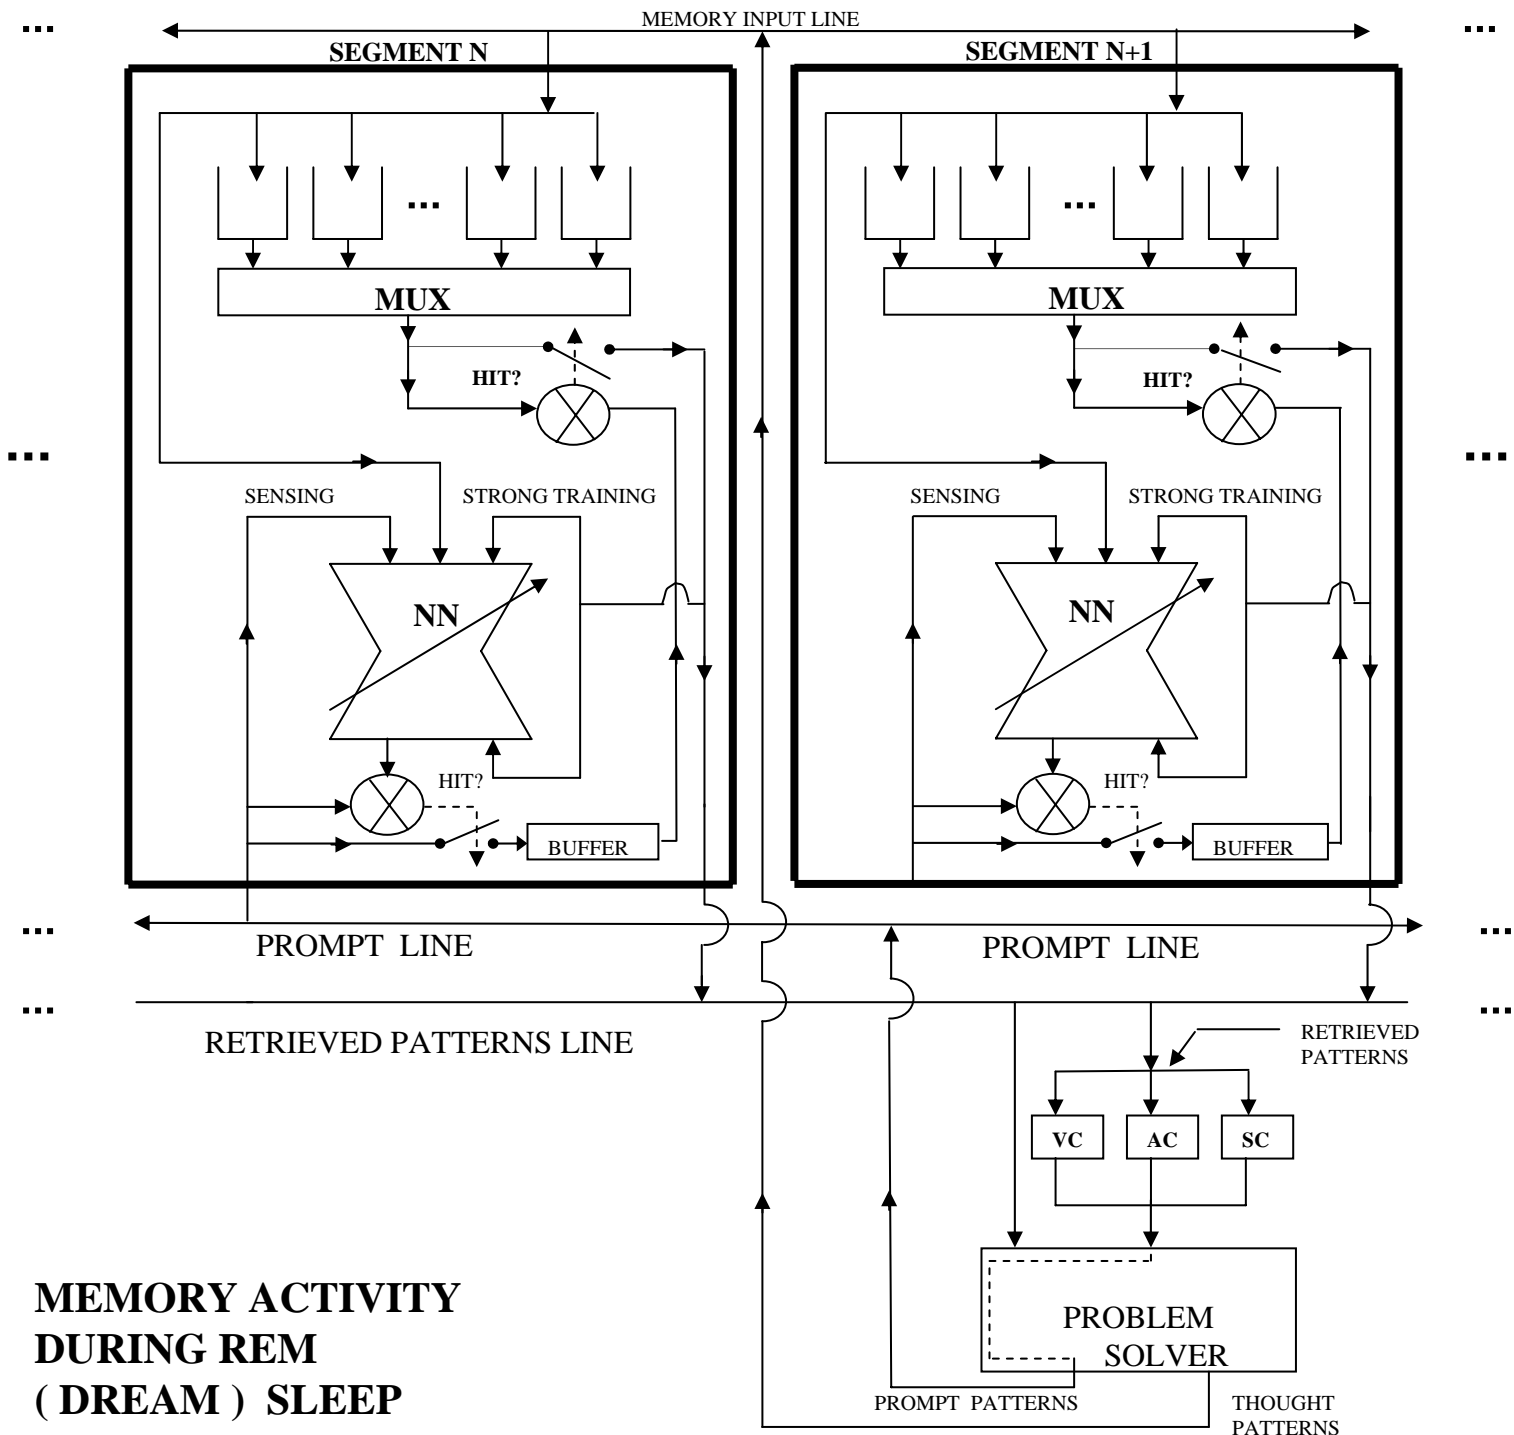 ... MEMORY INPUT LINE ...
SEGMENT N SEGMENT N+1
... ...
MUX MUX
HIT? HIT?
... ...
SENSING STRONG TRAINING SENSING STRONG TRAINING
NN NN
HIT? HIT?
BUFFER BUFFER
... ...
PROMPT LINE PROMPT LINE
... ...
RETRIEVED PATTERNS LINE
RETRIEVED
PATTERNS
VC AC SC
PROBLEM
SOLVER
PROMPT PATTERNS
THOUGHT
PATTERNS
MEMORY ACTIVITY
DURING REM
( DREAM ) SLEEP